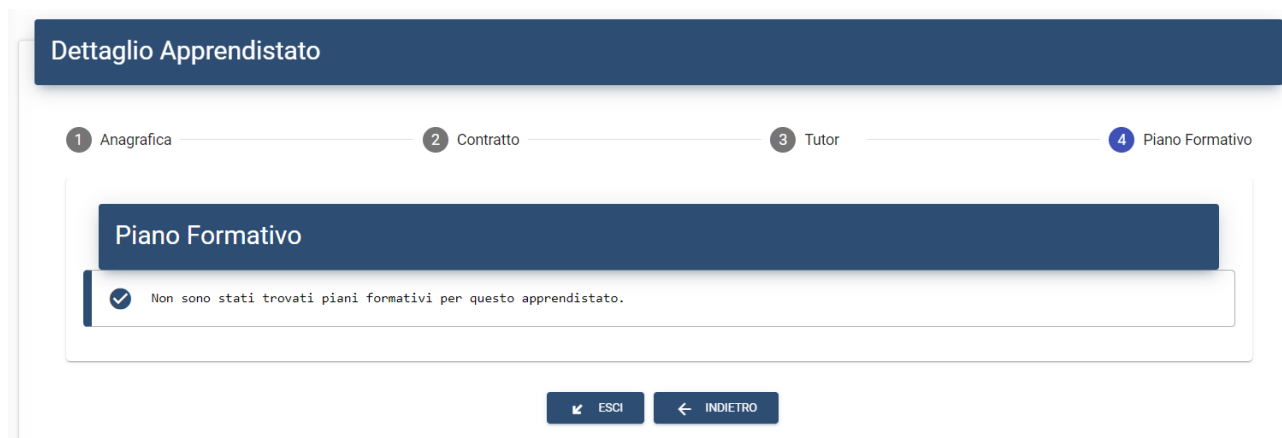 Dettaglio Apprendistato
1 Anagrafica 2 Contratto 3 Tutor 4 Piano Formativo
Piano Formativo
Non sono stati trovati piani formativi per questo apprendistato.
ESCI INDIETRO